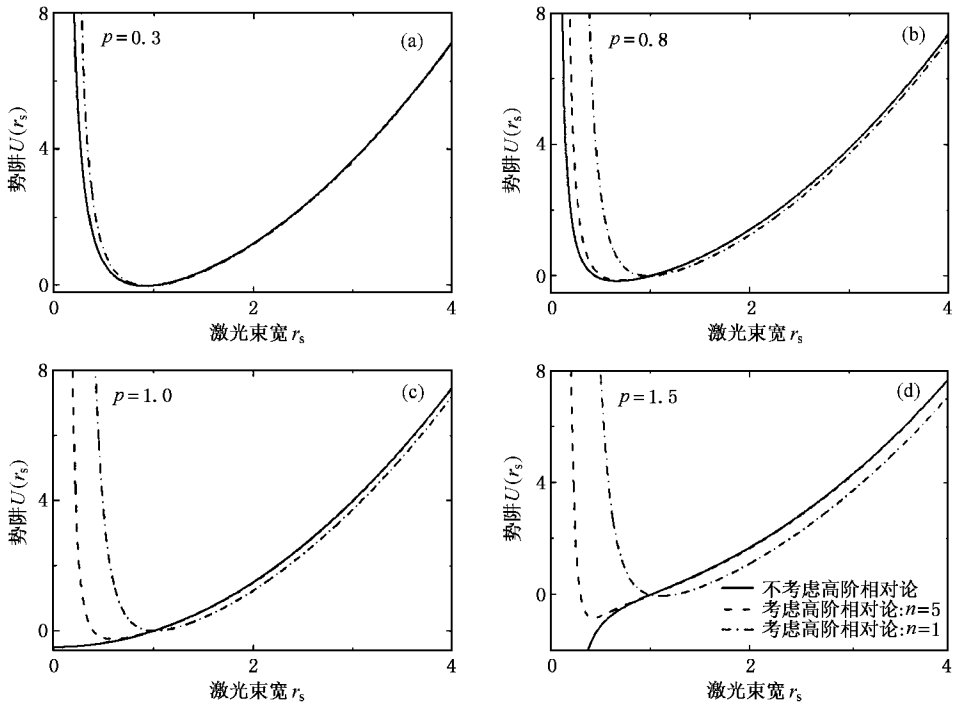 8
4
0
势阱U(rs)
p=0.3
(a)
0 2 4
激光束宽 rs
8
4
0
势阱U(rs)
p=0.8
(b)
0 2 4
激光束宽 rs
8
4
0
势阱U(rs)
p=1.0
(c)
0 2 4
激光束宽 rs
8
4
0
势阱U(rs)
p=1.5
(d)
不考虑高阶相对论
考虑高阶相对论:n=5
考虑高阶相对论:n=1
0 2 4
激光束宽 rs